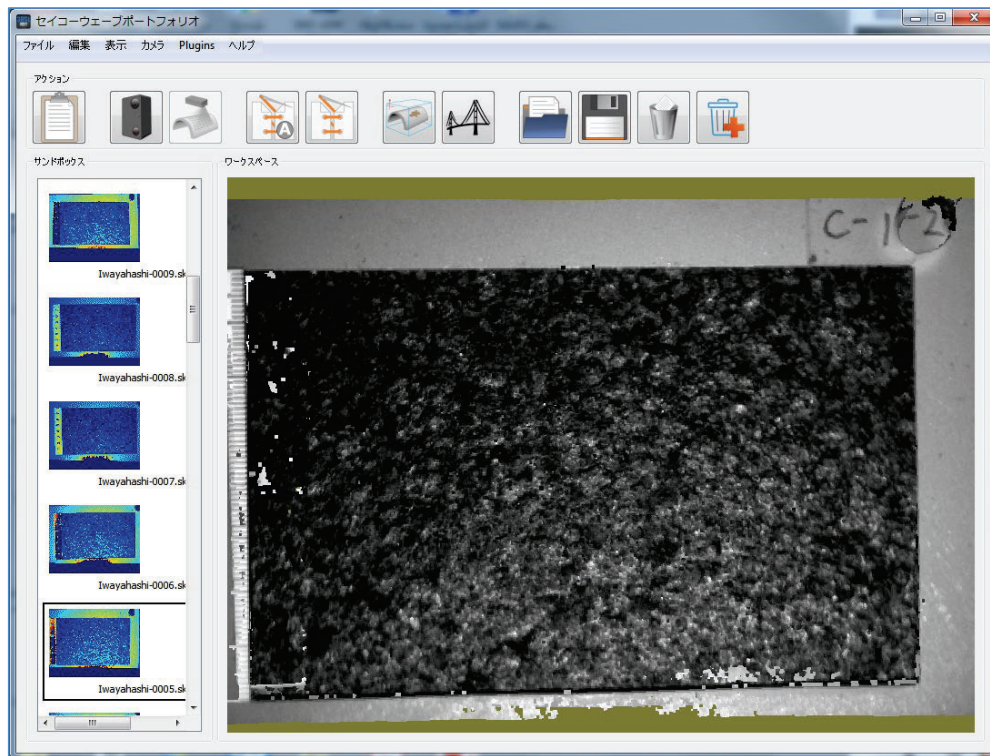 セイコーウェーブポートフォリオ
ファイル 編集 表示 カメラ Plugins ヘルプ
アクション
A
サンドボックス
ワークスペース
Iwayahashi-0009.sk
Iwayahashi-0008.sk
Iwayahashi-0007.sk
Iwayahashi-0006.sk
Iwayahashi-0005.sk
C-1-2